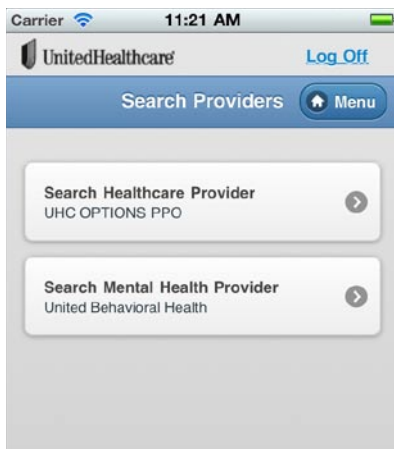 Carrier 11:21 AM
UnitedHealthcare® Log Off
Search Providers Menu
Search Healthcare Provider
UHC OPTIONS PPO
Search Mental Health Provider
United Behavioral Health